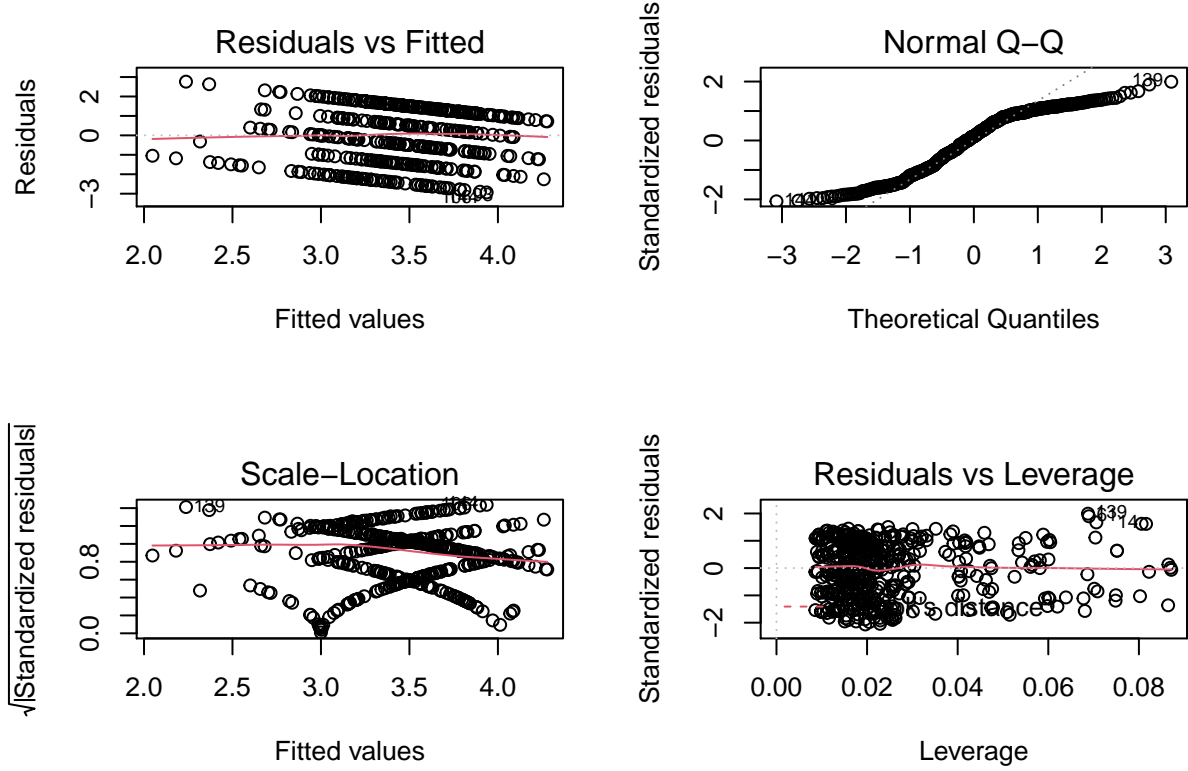 Residuals vs Fitted
Residuals
2
0
−3
2.0 2.5 3.0 3.5 4.0
Fitted values
Normal Q−Q
Standardized residuals
2
0
−2
139
−3 −2 −1 0 1 2 3
Theoretical Quantiles
Scale−Location
√|Standardized residuals|
0.8
0.0
139
2.0 2.5 3.0 3.5 4.0
Fitted values
Residuals vs Leverage
Standardized residuals
2
0
−2
139
distance
0.00 0.02 0.04 0.06 0.08
Leverage